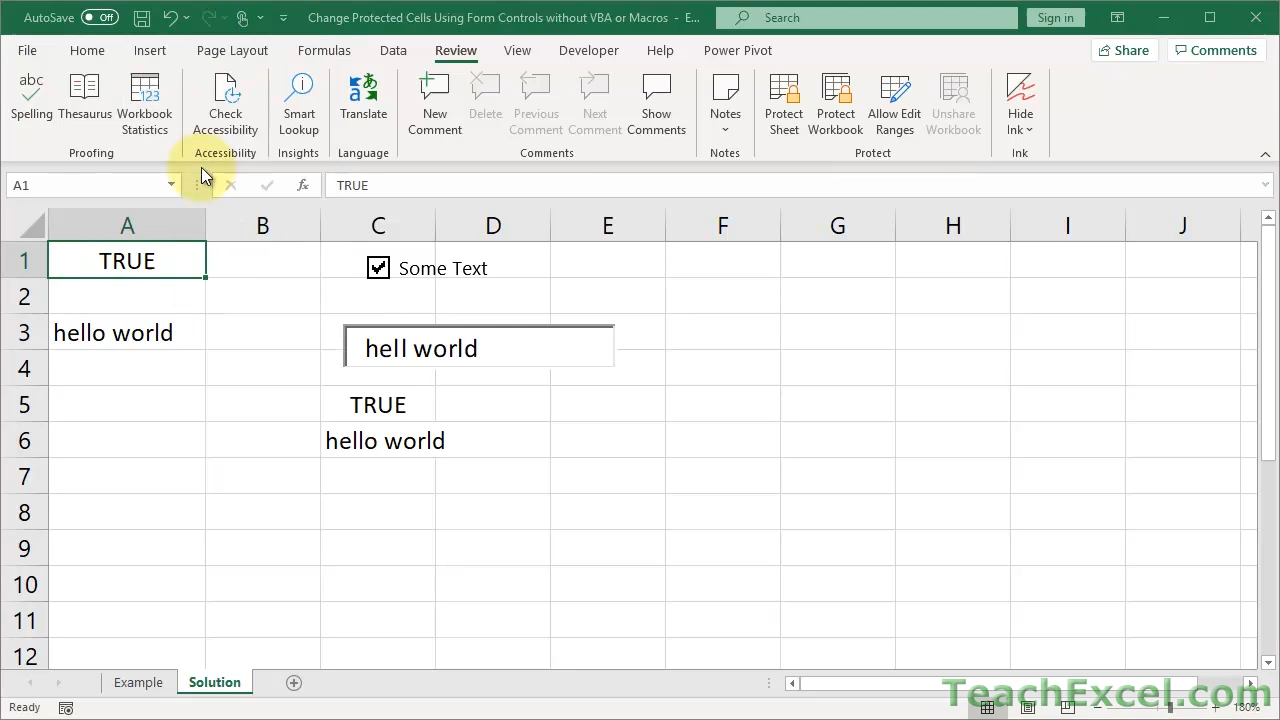 AutoSave Off Change Protected Cells Using Form Controls without VBA or Macros - E... Search Sign in
File Home Insert Page Layout Formulas Data Review View Developer Help Power Pivot Share Comments
abc
Spelling Thesaurus Workbook Statistics Check Accessibility Smart Lookup Translate New Comment Delete Previous Comment Next Comment Show Comments Notes Protect Sheet Protect Workbook Allow Edit Ranges Unshare Workbook Hide Ink
Proofing Accessibility Insights Language Comments Notes Protect Ink
A1 fx TRUE
A B C D E F G H I J
1 TRUE Some Text
2
3 hello world hell world
4
5 TRUE
6 hello world
7
8
9
10
11
12
Example Solution
TeachExcel.com
Ready 180%